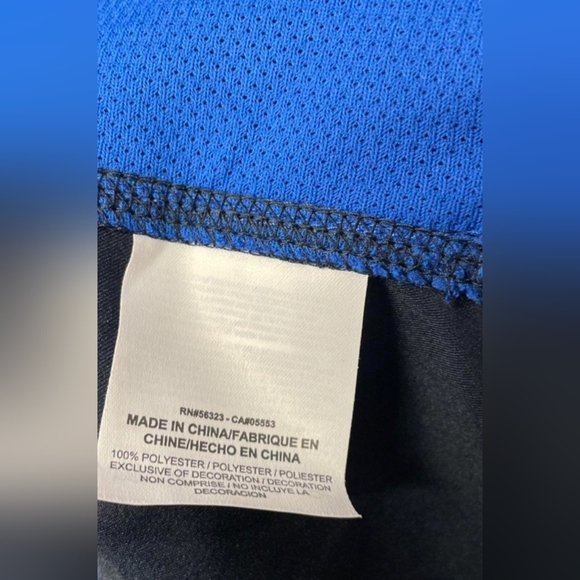 RN#56323 - CA#05553
MADE IN CHINA/FABRIQUE EN
CHINE/HECHO EN CHINA
100% POLYESTER / POLYESTER / POLIESTER
EXCLUSIVE OF DECORATION / DECORATION
NON COMPRISE / NO INCLUYE LA
DECORACION